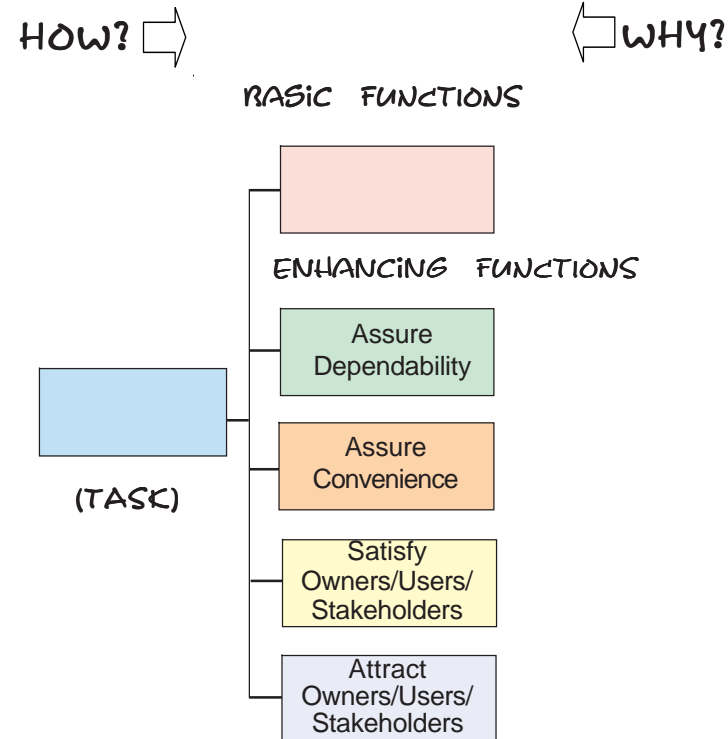 HOW? WHY?
BASIC FUNCTIONS
ENHANCING FUNCTIONS
Assure
Dependability
Assure
Convenience
(TASK)
Satisfy
Owners/Users/
Stakeholders
Attract
Owners/Users/
Stakeholders